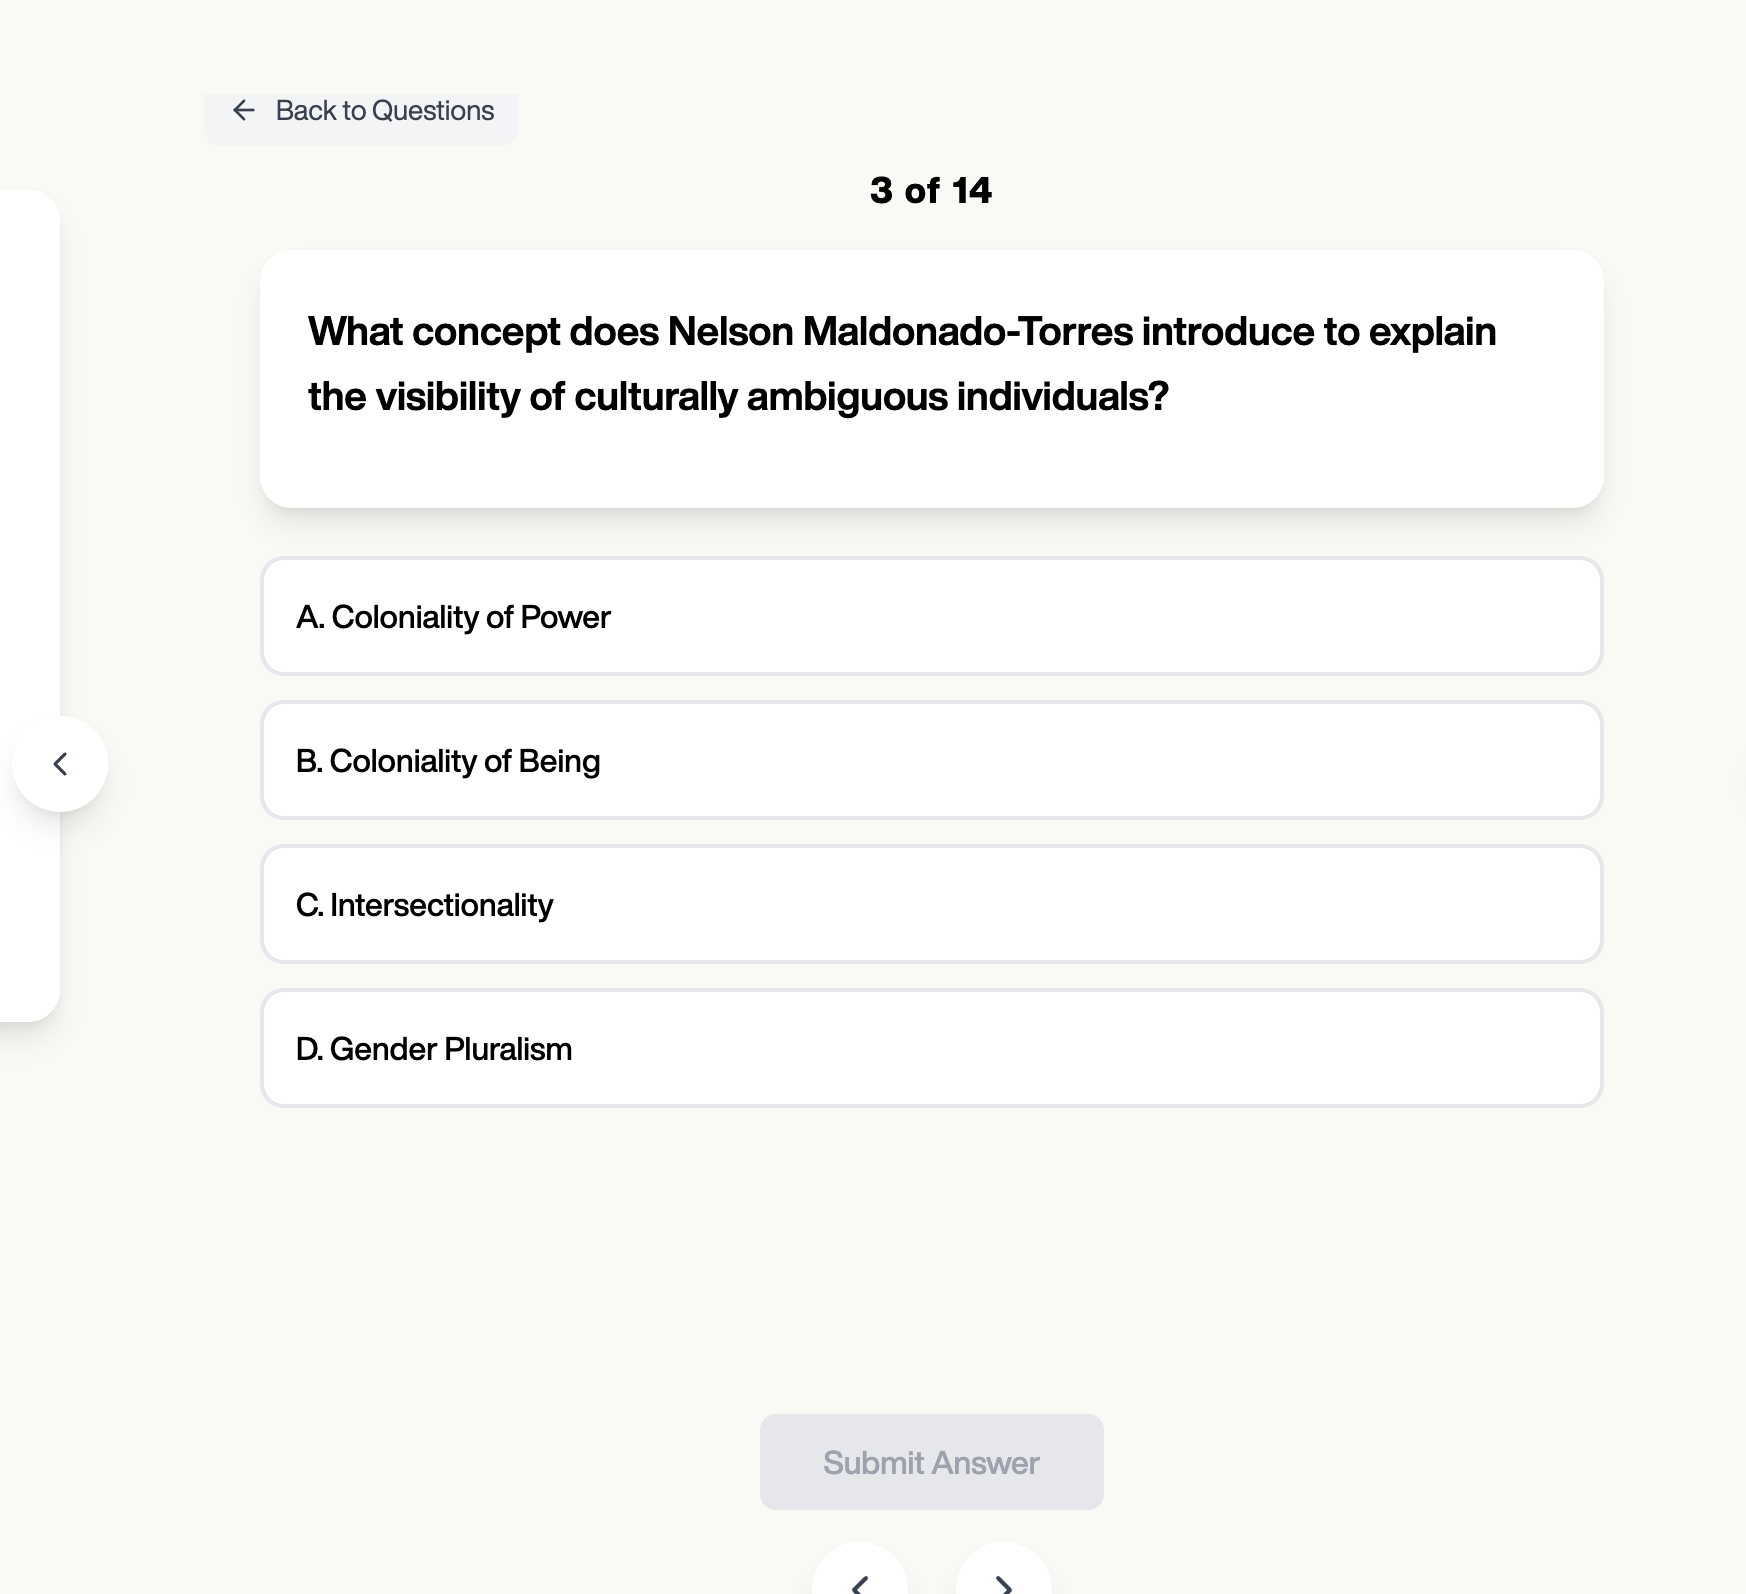 Back to Questions
3 of 14
What concept does Nelson Maldonado-Torres introduce to explain
the visibility of culturally ambiguous individuals?
A. Coloniality of Power
B. Coloniality of Being
C. Intersectionality
D. Gender Pluralism
Submit Answer